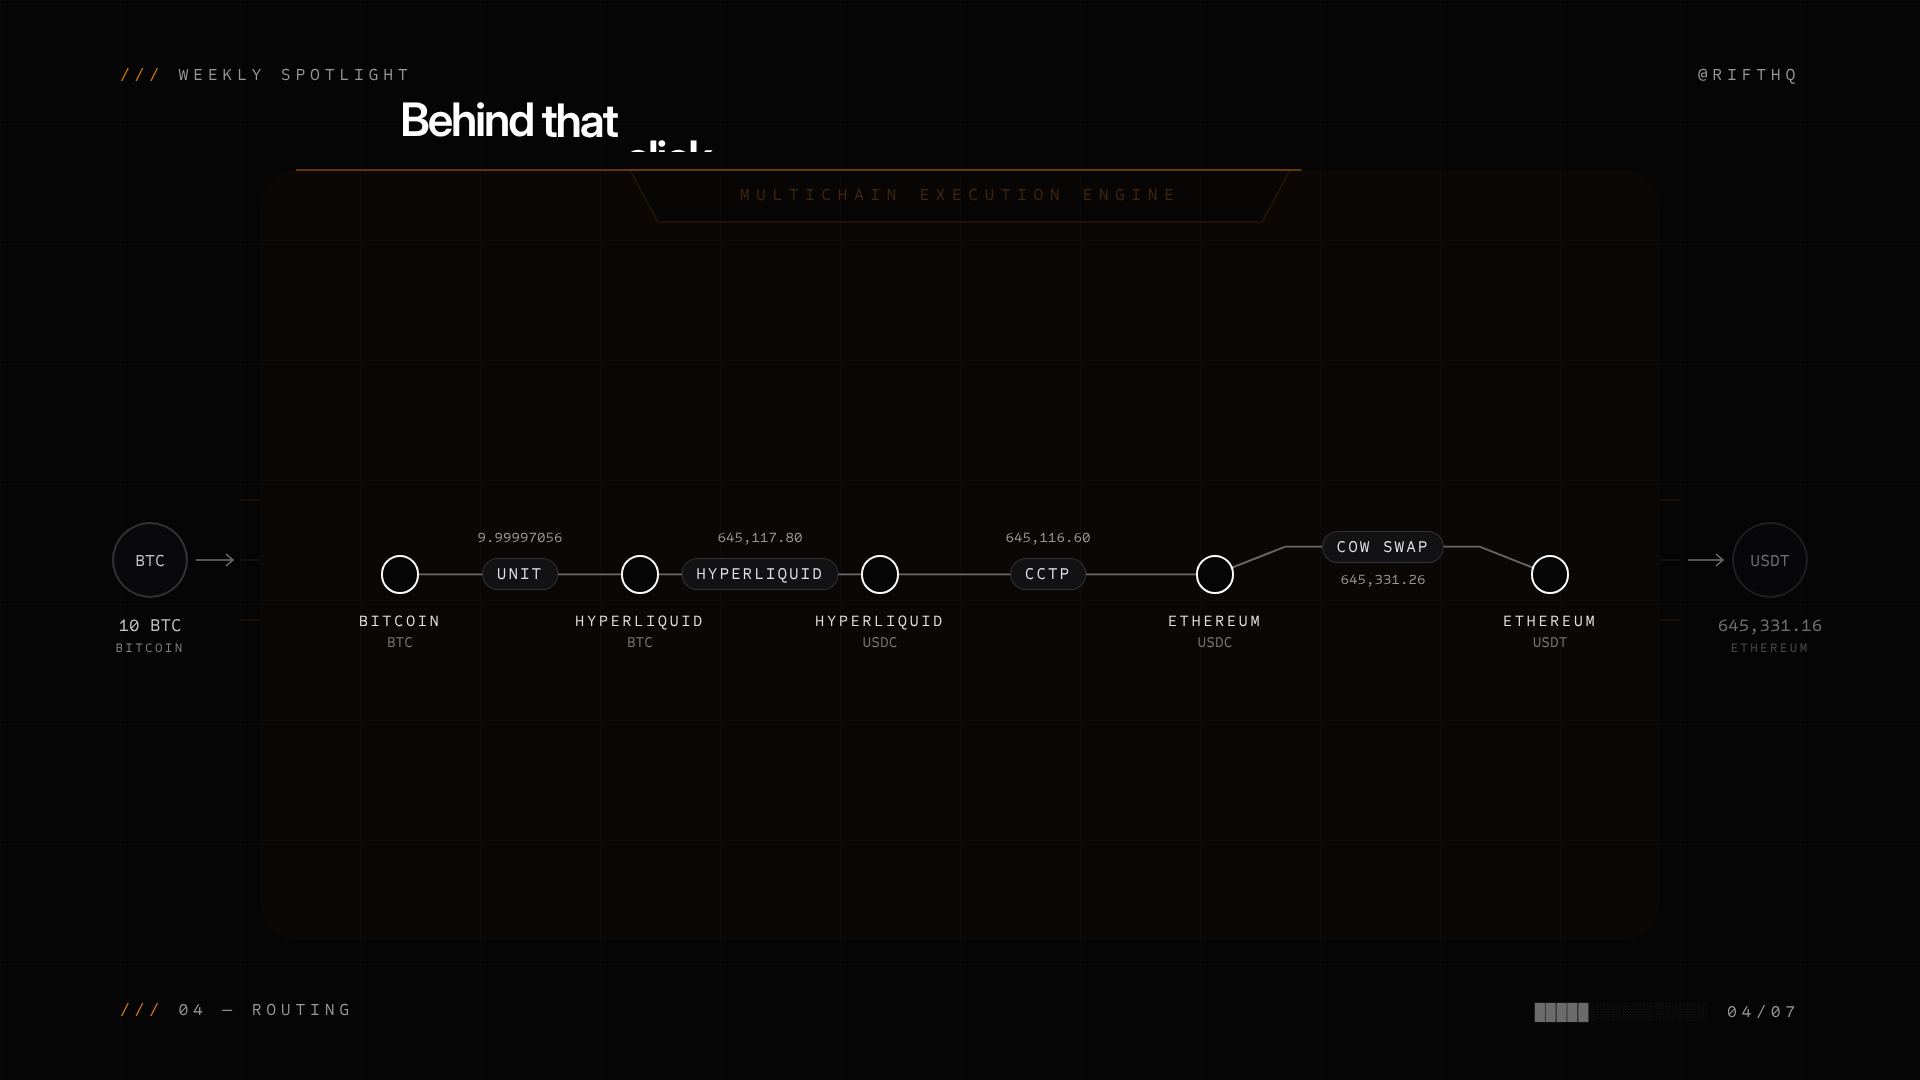 /// WEEKLY SPOTLIGHT
@RIFTHQ
Behind that
click
MULTICHAIN EXECUTION ENGINE
9.99997056
645,117.80
645,116.60
COW SWAP
BTC
UNIT
HYPERLIQUID
CCTP
645,331.26
USDT
10 BTC
BITCOIN
BITCOIN
BTC
HYPERLIQUID
BTC
HYPERLIQUID
USDC
ETHEREUM
USDC
ETHEREUM
USDT
645,331.16
ETHEREUM
/// 04 — ROUTING
04/07